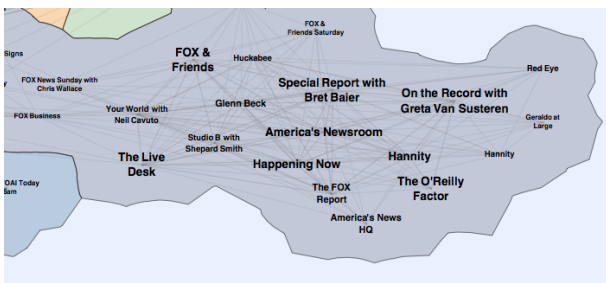 FOX &
Friends Saturday
FOX &
Friends
Huckabee
Signs
Red Eye
FOX News Sunday with
Chris Wallace
Special Report with
Bret Baier
On the Record with
Greta Van Susteren
Glenn Beck
Your World with
Neil Cavuto
FOX Business
Geraldo at
Large
America's Newsroom
Studio B with
Shepard Smith
The Live
Desk
Happening Now
Hannity
Hannity
The FOX
Report
The O'Reilly
Factor
Today
America's News
HQ